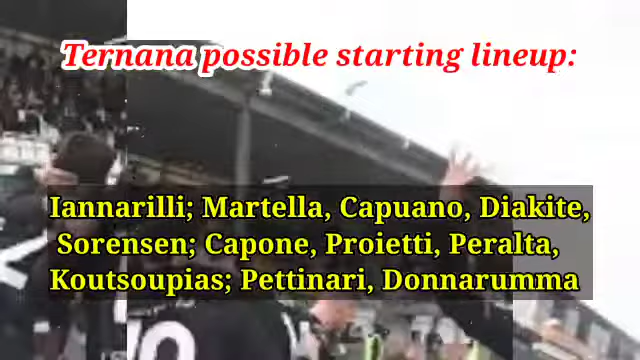 Ternana possible starting lineup:
Iannarilli; Martella, Capuano, Diakite,
Sorensen; Capone, Proietti, Peralta,
Koutsoupias; Pettinari, Donnarumma